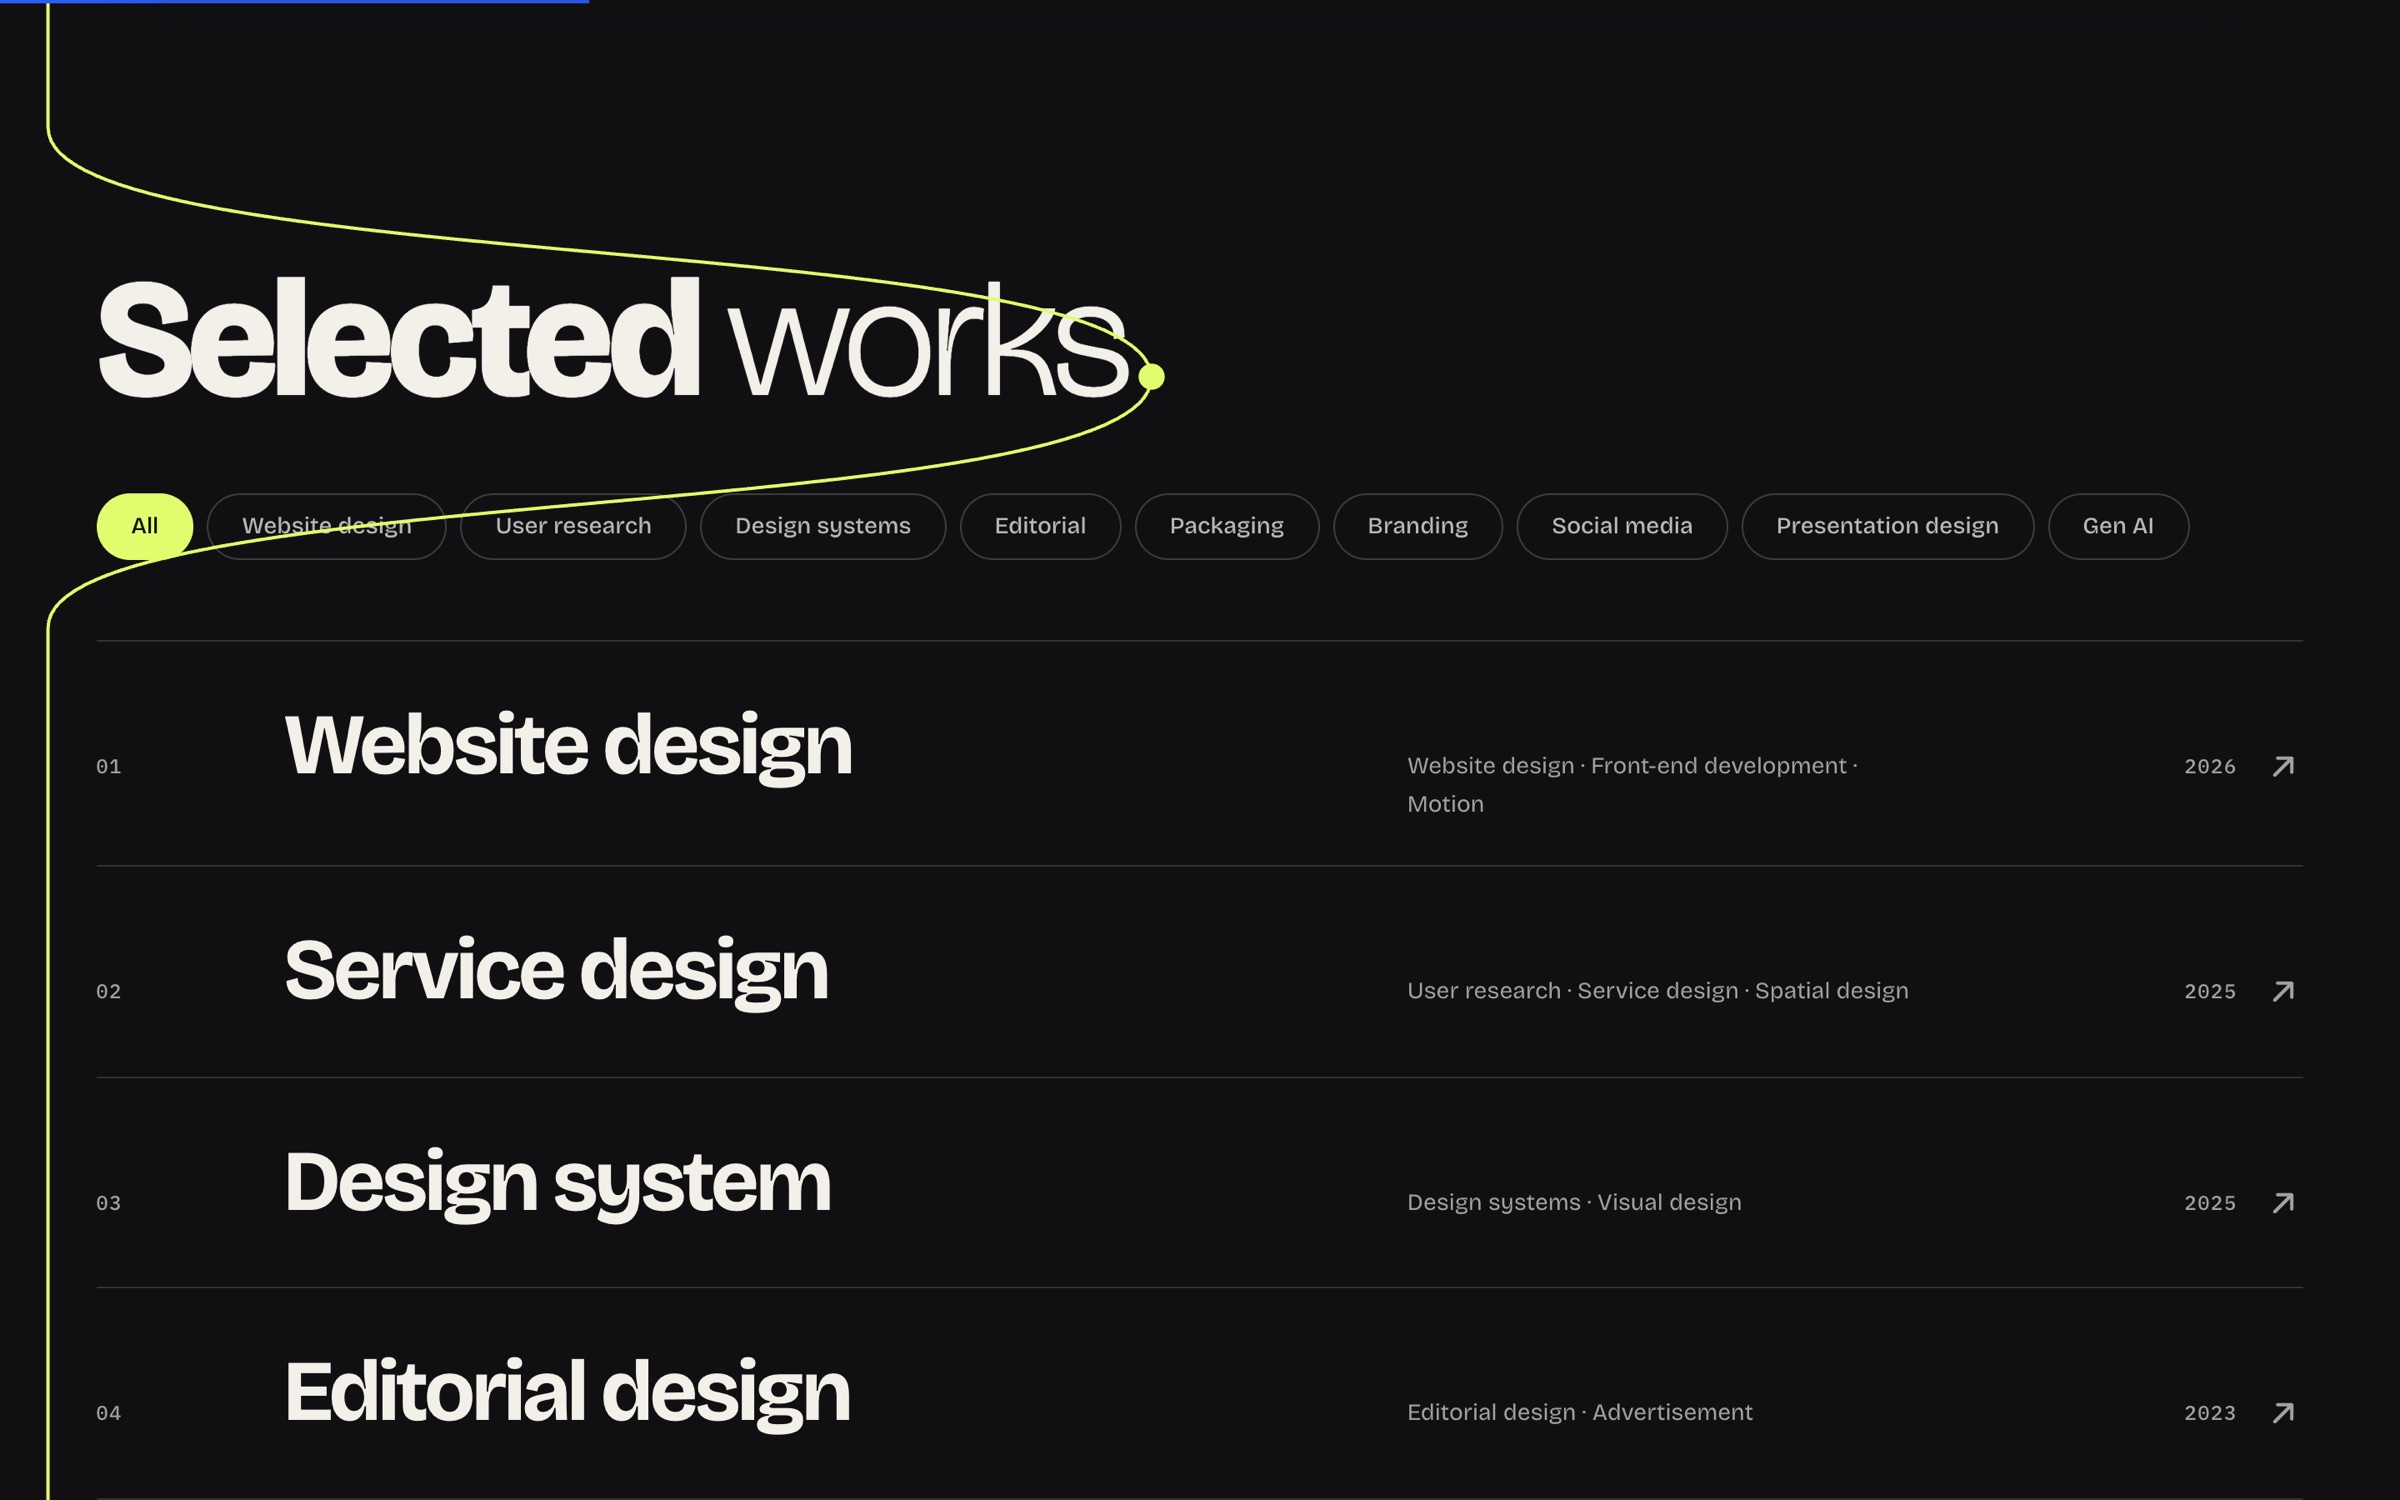 Selected works
All
Website design
User research
Design systems
Editorial
Packaging
Branding
Social media
Presentation design
Gen AI
01
Website design
Website design · Front-end development ·
Motion
2026
02
Service design
User research · Service design · Spatial design
2025
03
Design system
Design systems · Visual design
2025
04
Editorial design
Editorial design · Advertisement
2023